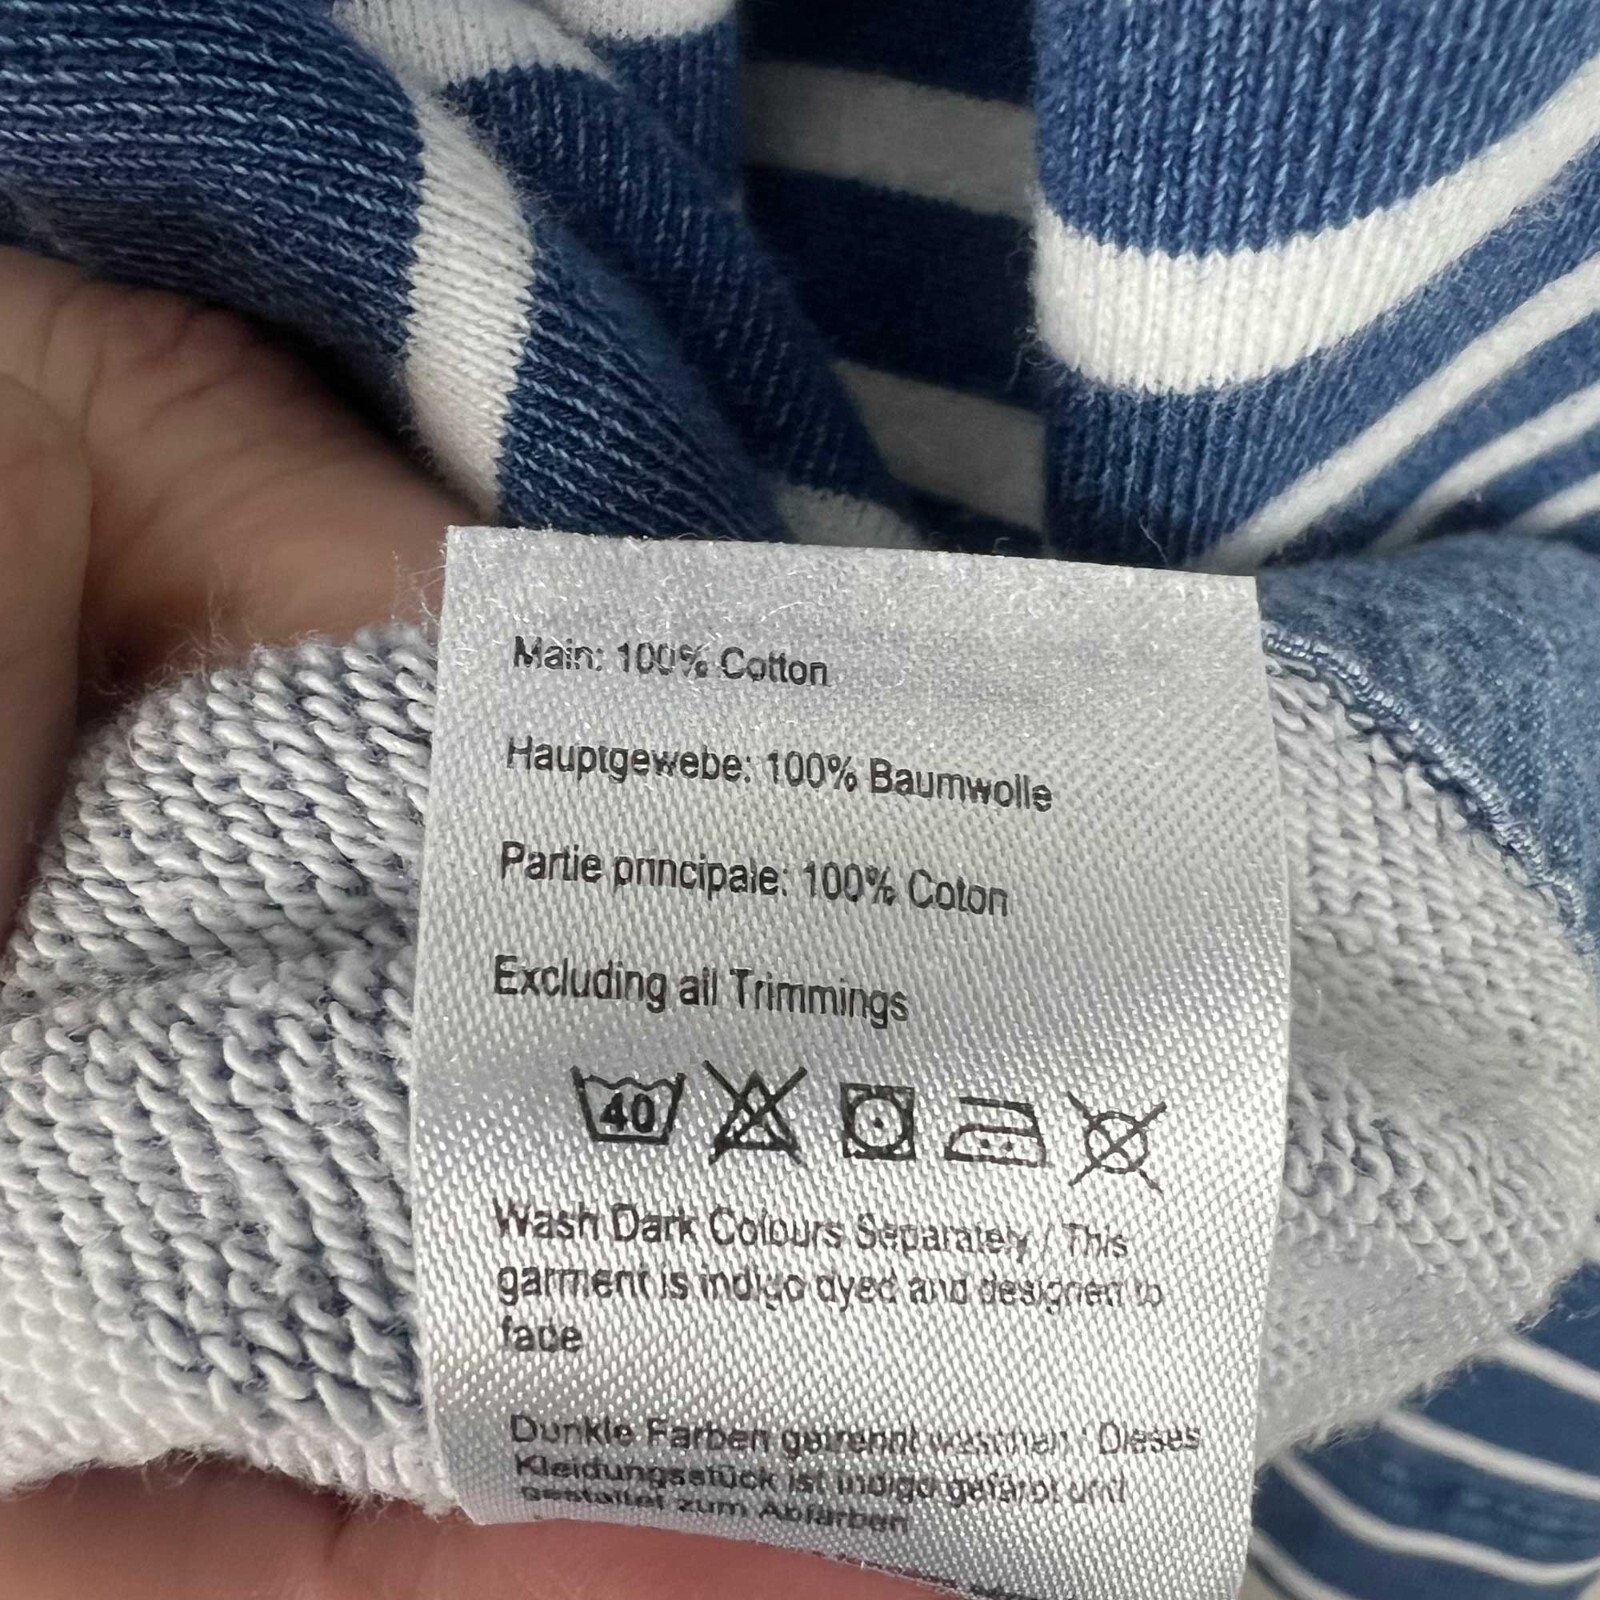 Main: 100% Cotton
Hauptgewebe: 100% Baumwolle
Partie principale: 100% Coton
Excluding all Trimmings
40
Wash Dark Colours Separately / This
garment is indigo dyed and designed to
fade
Dunkle Farben getrennt waschen / Dieses
Kleidungsstück ist indigo gefärbt und
gestaltet zum Abfärben